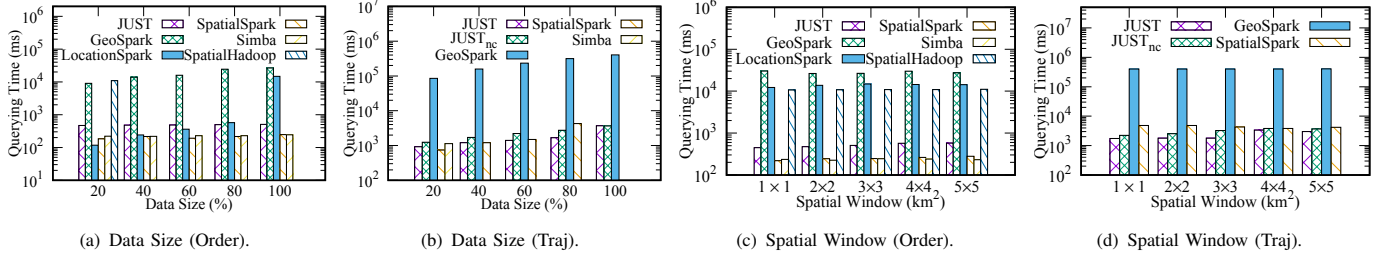 Querying Time (ms)
10^6
10^5
10^4
10^3
10^2
10^1
JUST
GeoSpark
LocationSpark
SpatialSpark
Simba
SpatialHadoop
20 40 60 80 100
Data Size (%)
(a) Data Size (Order).
Querying Time (ms)
10^7
10^6
10^5
10^4
10^3
10^2
JUST
JUST_nc
GeoSpark
SpatialSpark
Simba
20 40 60 80 100
Data Size (%)
(b) Data Size (Traj).
Querying Time (ms)
10^6
10^5
10^4
10^3
10^2
JUST
GeoSpark
LocationSpark
SpatialSpark
Simba
SpatialHadoop
1 × 1 2×2 3×3 4×4 5×5
Spatial Window (km^2)
(c) Spatial Window (Order).
Querying Time (ms)
10^7
10^6
10^5
10^4
10^3
10^2
JUST
JUST_nc
GeoSpark
SpatialSpark
1 × 1 2×2 3×3 4×4 5×5
Spatial Window (km^2)
(d) Spatial Window (Traj).